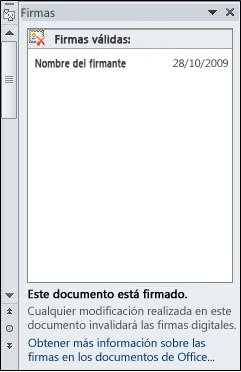 Firmas
Firmas válidas:
Nombre del firmante 28/10/2009
Este documento está firmado.
Cualquier modificación realizada en este
documento invalidará las firmas digitales.
Obtener más información sobre las
firmas en los documentos de Office...